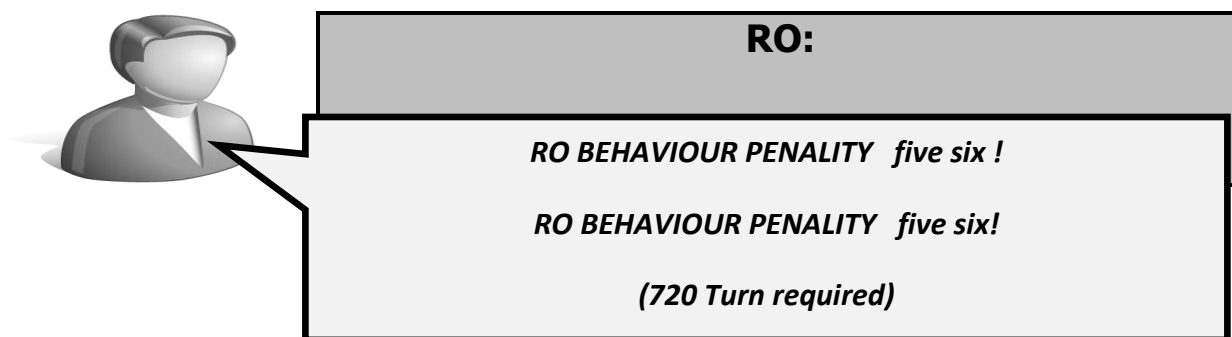 RO:
RO BEHAVIOUR PENALITY five six !
RO BEHAVIOUR PENALITY five six!
(720 Turn required)